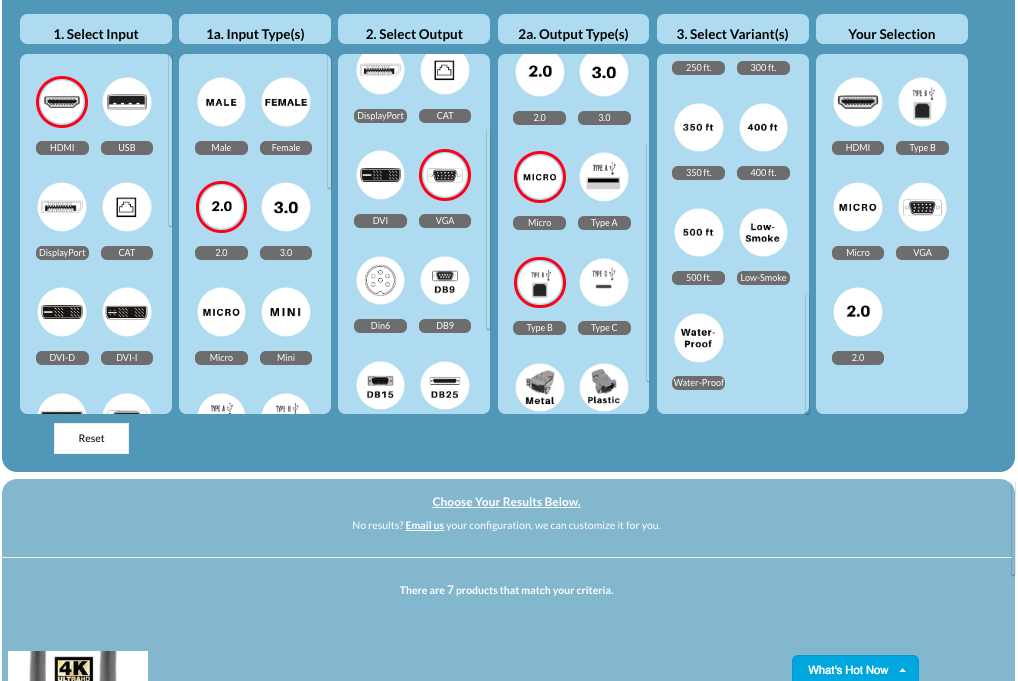 1. Select Input
1a. Input Type(s)
2. Select Output
2a. Output Type(s)
3. Select Variant(s)
Your Selection
HDMI
USB
DisplayPort
CAT
DVI-D
DVI-I
MALE
FEMALE
Male
Female
2.0
3.0
2.0
3.0
MICRO
MINI
Micro
Mini
TYPE A
TYPE B
DisplayPort
CAT
DVI
VGA
DB9
Din6
DB9
DB15
DB25
2.0
3.0
2.0
3.0
MICRO
TYPE A
Micro
Type A
TYPE B
TYPE C
Type B
Type C
Metal
Plastic
250 ft.
300 ft.
350 ft
400 ft
350 ft.
400 ft.
500 ft
Low-
Smoke
500 ft.
Low-Smoke
Water-
Proof
Water-Proof
TYPE B
HDMI
Type B
MICRO
Micro
VGA
2.0
2.0
Reset
Choose Your Results Below.
No results? Email us your configuration, we can customize it for you.
There are 7 products that match your criteria.
4K
ULTRA HD
What's Hot Now